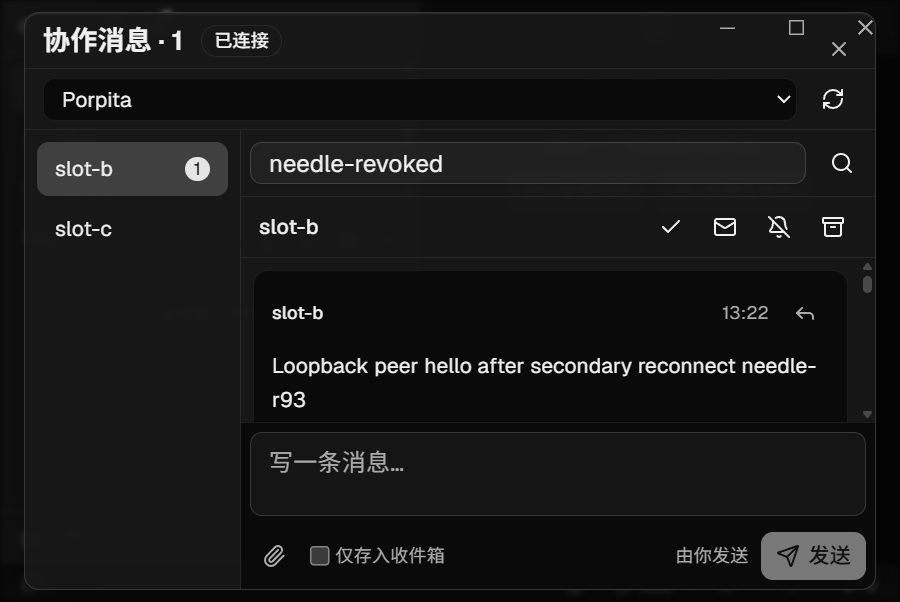 协作消息 · 1 已连接
Porpita
slot-b 1
slot-c
needle-revoked
slot-b
slot-b 13:22
Loopback peer hello after secondary reconnect needle-
r93
写一条消息...
仅存入收件箱 由你发送 发送